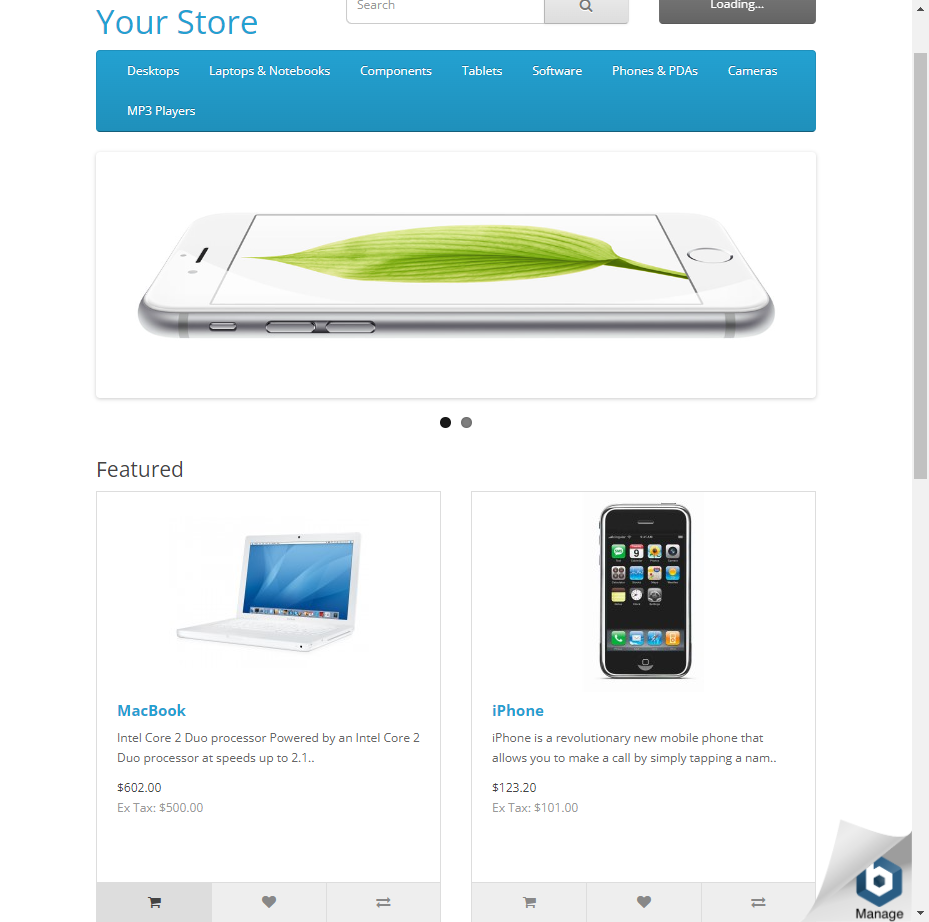 Search
Loading...
Your Store
Desktops
Laptops & Notebooks
Components
Tablets
Software
Phones & PDAs
Cameras
MP3 Players
Featured
MacBook
Intel Core 2 Duo processor Powered by an Intel Core 2
Duo processor at speeds up to 2.1..
$602.00
Ex Tax: $500.00
iPhone
iPhone is a revolutionary new mobile phone that
allows you to make a call by simply tapping a nam..
$123.20
Ex Tax: $101.00
Manage